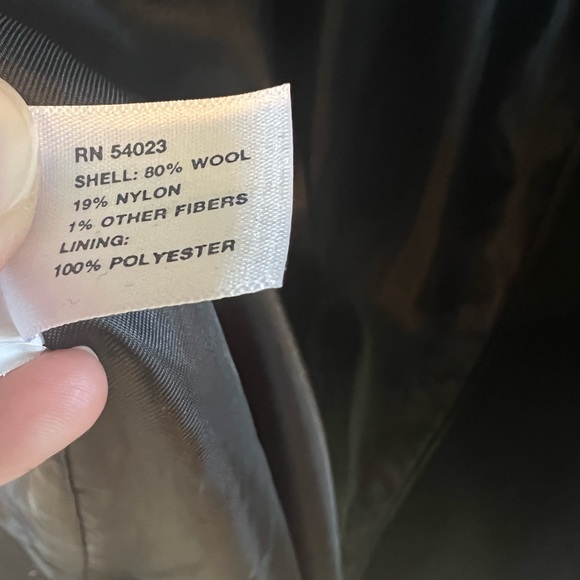 RN 54023
SHELL: 80% WOOL
19% NYLON
1% OTHER FIBERS
LINING:
100% POLYESTER